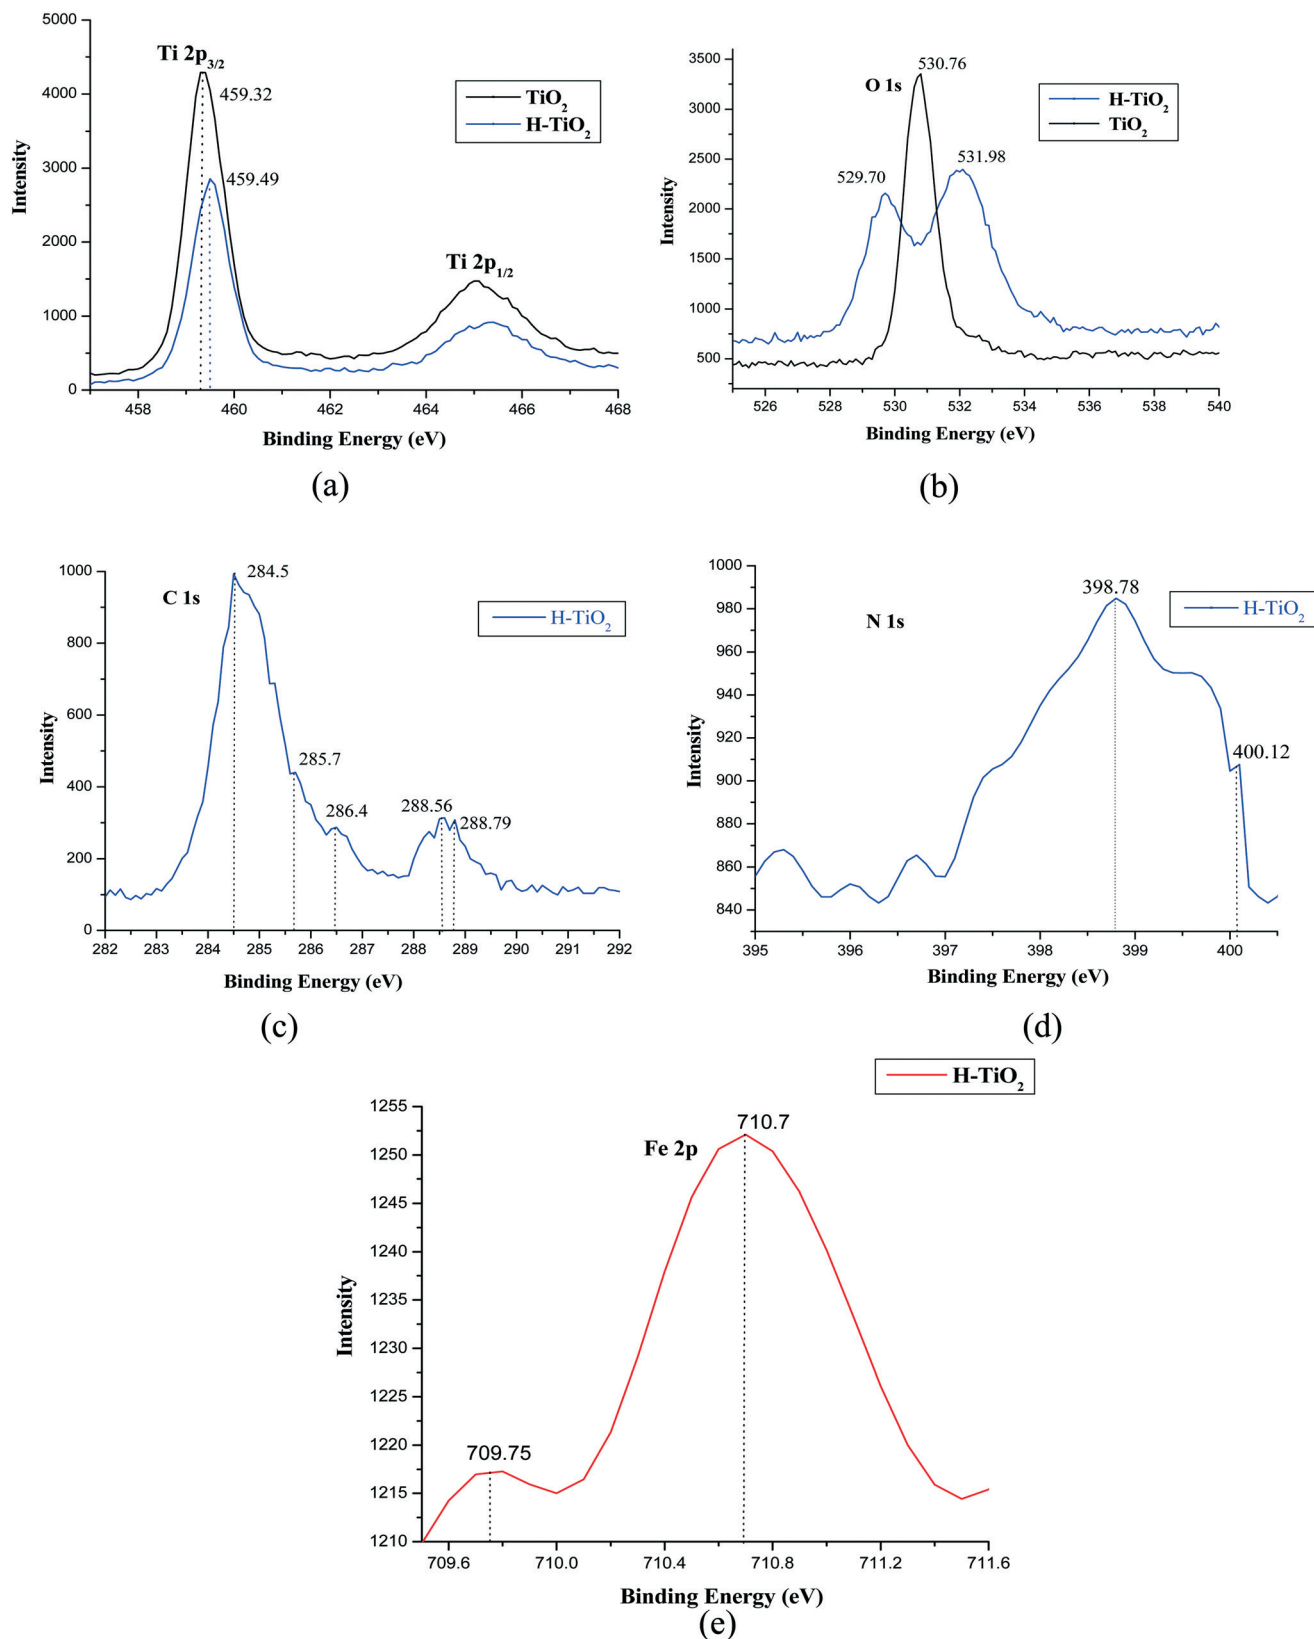 Ti 2p3/2
459.32
459.49
Ti 2p1/2
TiO2
H-TiO2
5000
4000
3000
2000
1000
0
Intensity
458 460 462 464 466 468
Binding Energy (eV)
(a)
O 1s
530.76
529.70
531.98
H-TiO2
TiO2
3500
3000
2500
2000
1500
1000
500
Intensity
526 528 530 532 534 536 538 540
Binding Energy (eV)
(b)
C 1s
284.5
285.7
286.4
288.56
288.79
H-TiO2
1000
800
600
400
200
0
Intensity
282 283 284 285 286 287 288 289 290 291 292
Binding Energy (eV)
(c)
N 1s
398.78
400.12
H-TiO2
1000
980
960
940
920
900
880
860
840
Intensity
395 396 397 398 399 400
Binding Energy (eV)
(d)
H-TiO2
Fe 2p
710.7
709.75
1255
1250
1245
1240
1235
1230
1225
1220
1215
1210
Intensity
709.6 710.0 710.4 710.8 711.2 711.6
Binding Energy (eV)
(e)